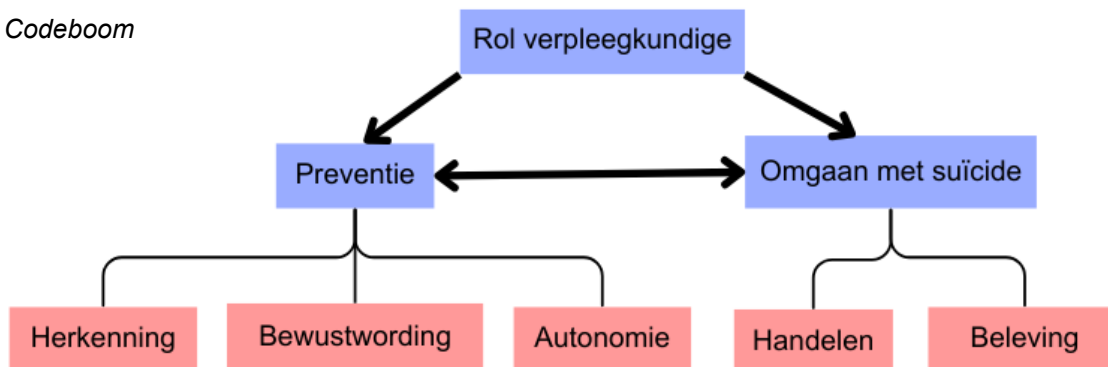 Codeboom
Rol verpleegkundige
Preventie
Omgaan met suïcide
Herkenning
Bewustwording
Autonomie
Handelen
Beleving